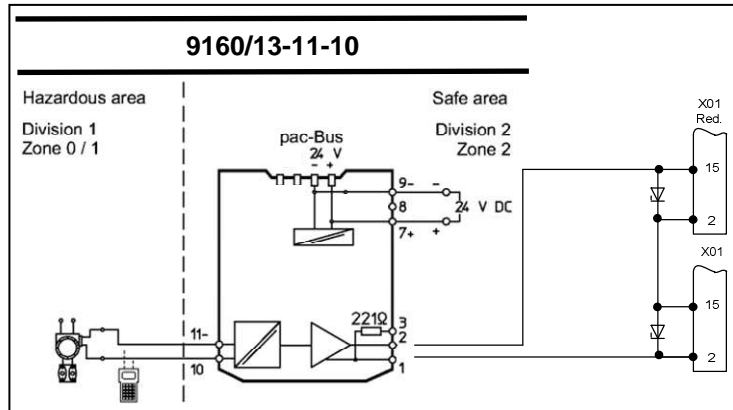 9160/13-11-10
Hazardous area
Division 1
Zone 0 / 1
Safe area
Division 2
Zone 2
pac-Bus
24 V
- +
9-
-
8
24 V DC
7+
+
221Ω
3
2
1
11-
10
X01
Red.
15
2
X01
15
2